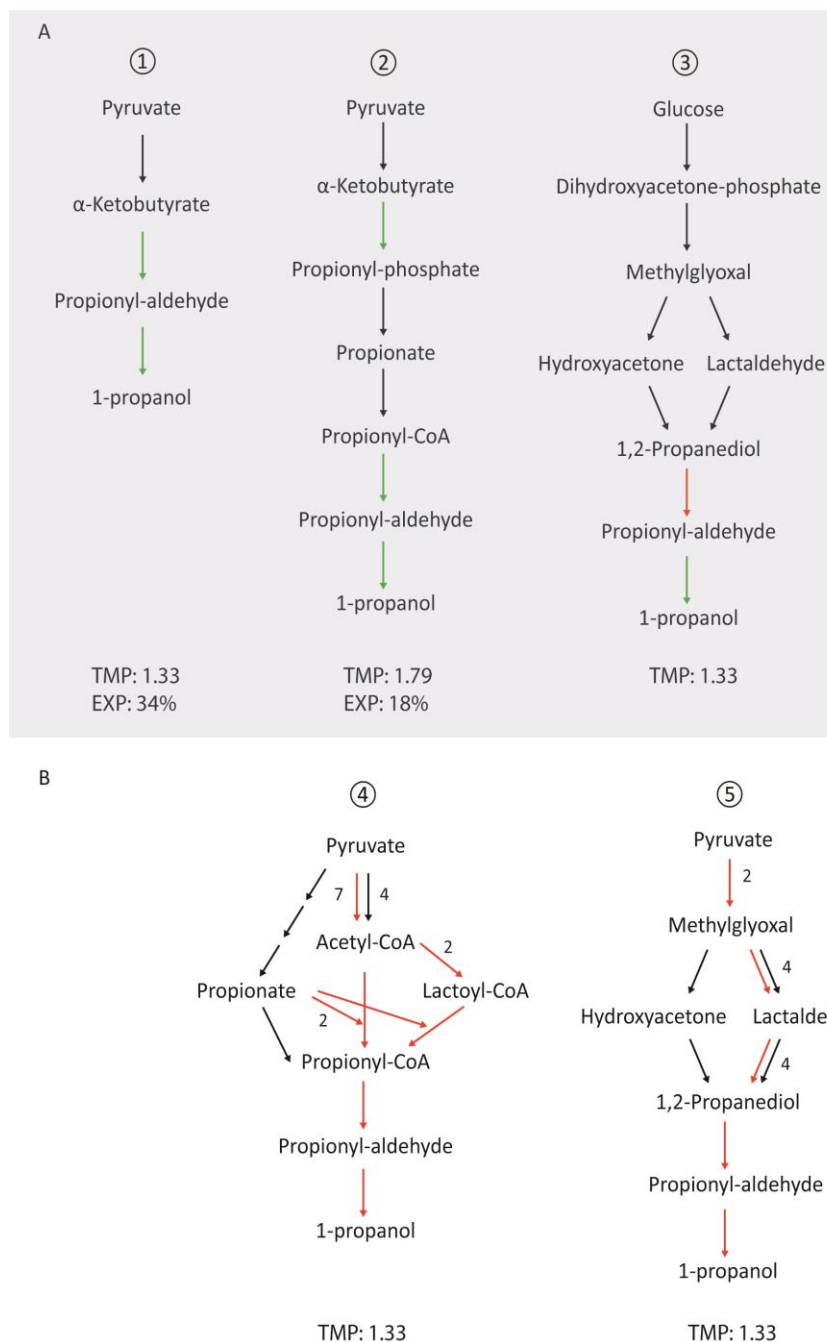 A
① ② ③
Pyruvate Pyruvate Glucose
α-Ketobutyrate α-Ketobutyrate Dihydroxyacetone-phosphate
Propionyl-aldehyde Propionyl-phosphate Methylglyoxal
1-propanol Propionate Hydroxyacetone Lactaldehyde
Propionyl-CoA 1,2-Propanediol
Propionyl-aldehyde Propionyl-aldehyde
1-propanol 1-propanol
TMP: 1.33 TMP: 1.79 TMP: 1.33
EXP: 34% EXP: 18%
B
④ ⑤
Pyruvate Pyruvate
7 4 2
Acetyl-CoA 2 Methylglyoxal
4
Propionate Lactoyl-CoA Hydroxyacetone Lactalde
2 4
Propionyl-CoA 1,2-Propanediol
Propionyl-aldehyde Propionyl-aldehyde
1-propanol 1-propanol
TMP: 1.33 TMP: 1.33